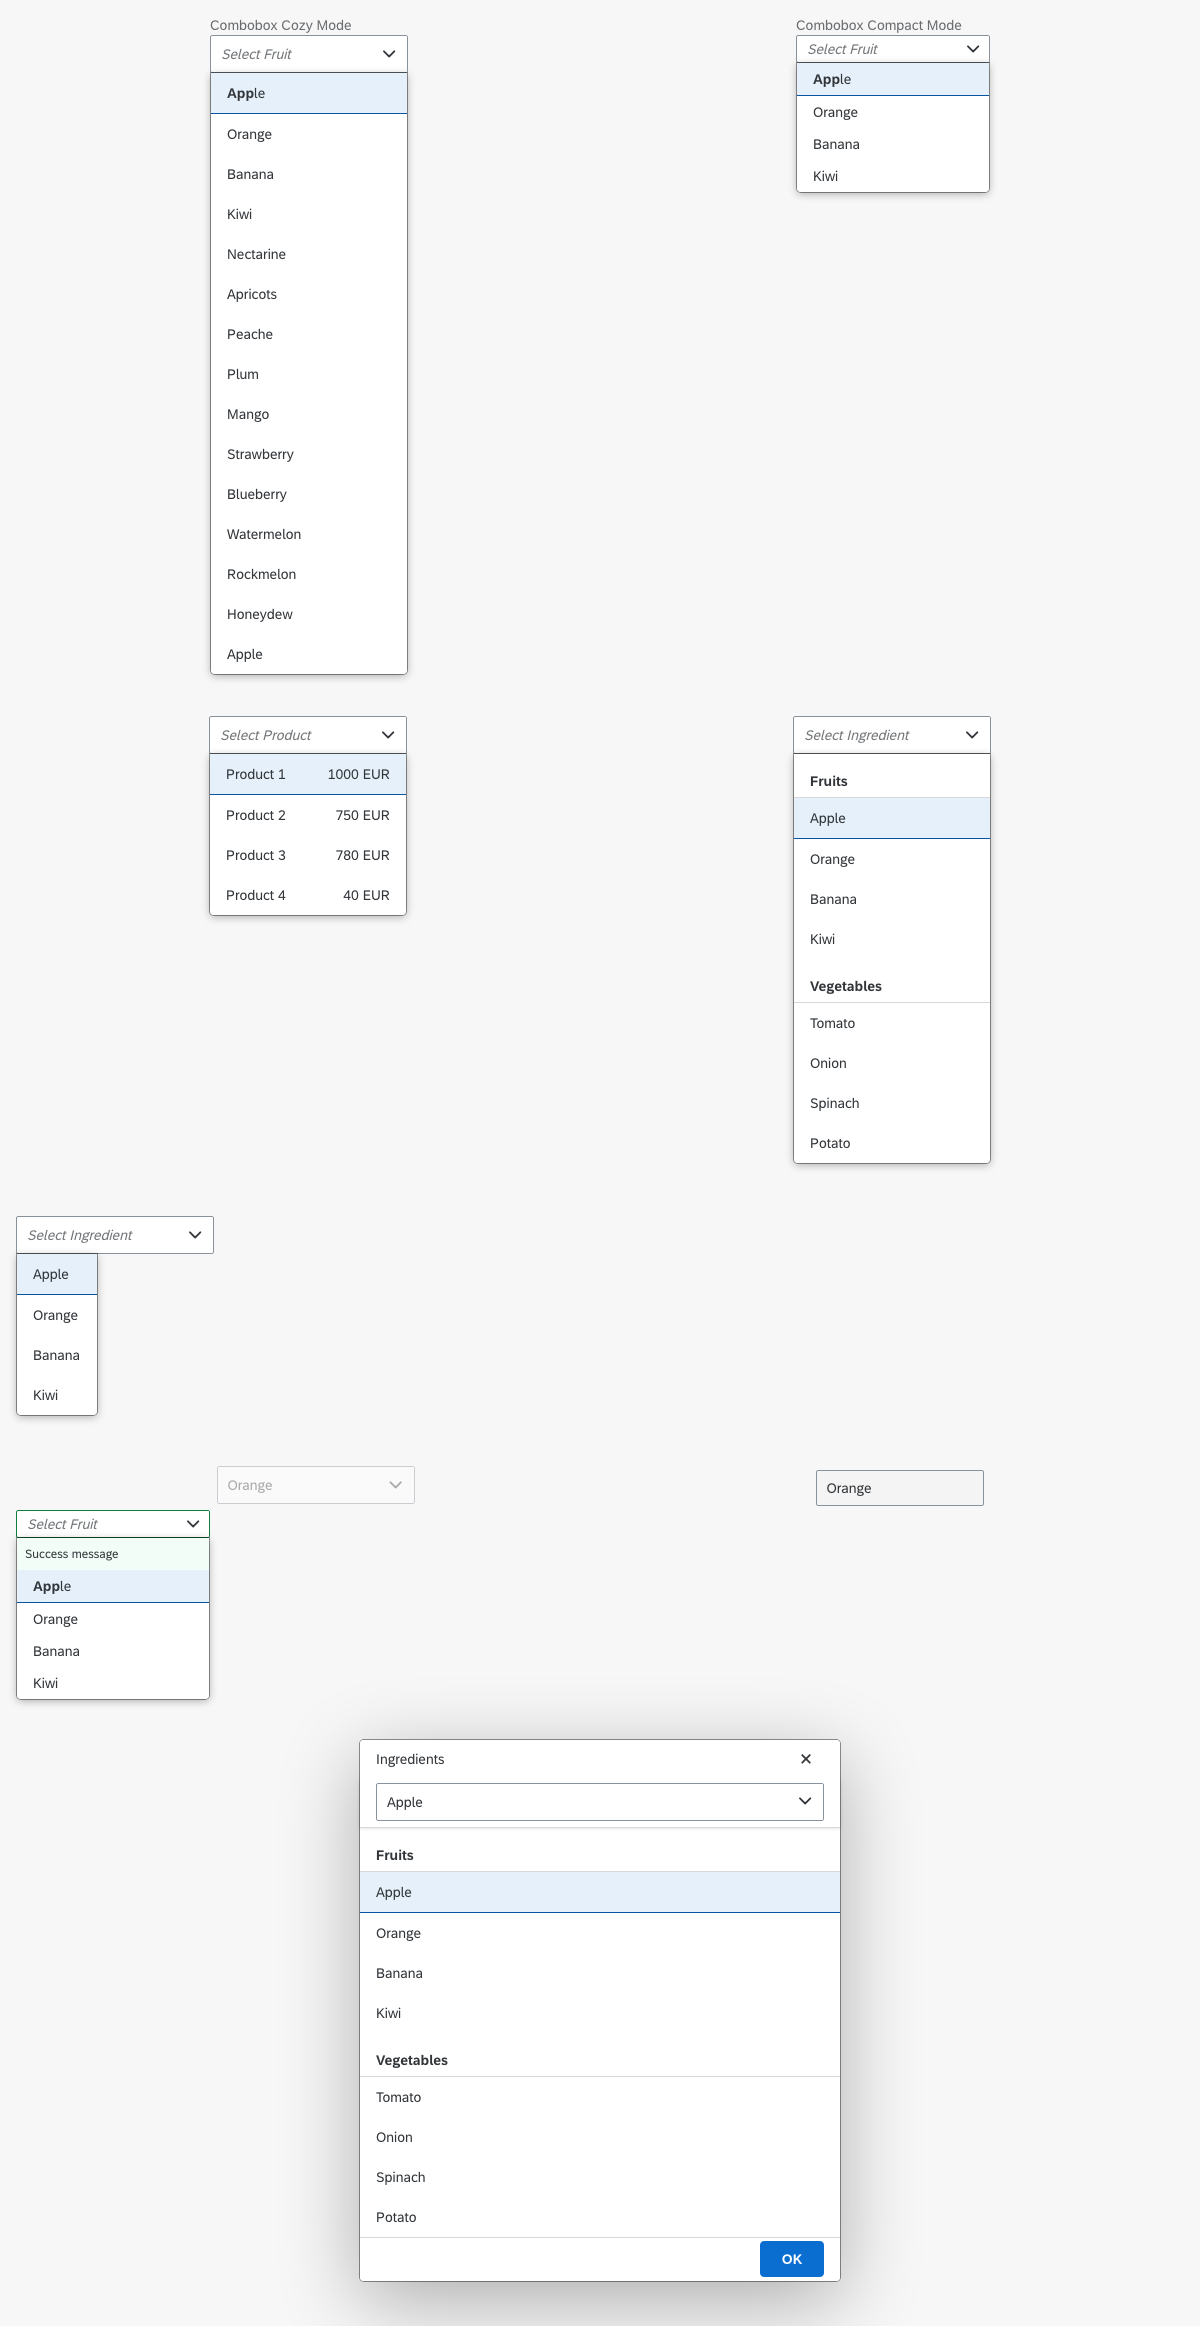 Combobox Cozy Mode
Select Fruit
Apple
Orange
Banana
Kiwi
Nectarine
Apricots
Peache
Plum
Mango
Strawberry
Blueberry
Watermelon
Rockmelon
Honeydew
Apple
Combobox Compact Mode
Select Fruit
Apple
Orange
Banana
Kiwi
Select Product
Product 1 1000 EUR
Product 2 750 EUR
Product 3 780 EUR
Product 4 40 EUR
Select Ingredient
Fruits
Apple
Orange
Banana
Kiwi
Vegetables
Tomato
Onion
Spinach
Potato
Select Ingredient
Apple
Orange
Banana
Kiwi
Orange
Orange
Select Fruit
Success message
Apple
Orange
Banana
Kiwi
Ingredients
Apple
Fruits
Apple
Orange
Banana
Kiwi
Vegetables
Tomato
Onion
Spinach
Potato
OK